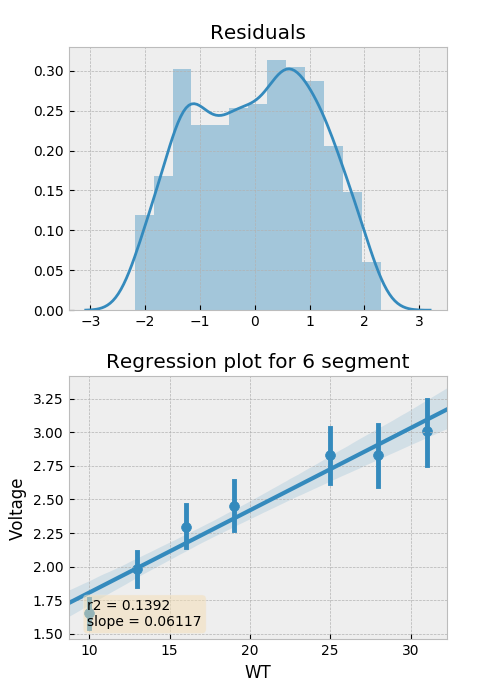 Residuals
0.30
0.25
0.20
0.15
0.10
0.05
0.00
−3 −2 −1 0 1 2 3
Regression plot for 6 segment
3.25
3.00
2.75
2.50
2.25
2.00
1.75
1.50
Voltage
r2 = 0.1392
slope = 0.06117
10 15 20 25 30
WT